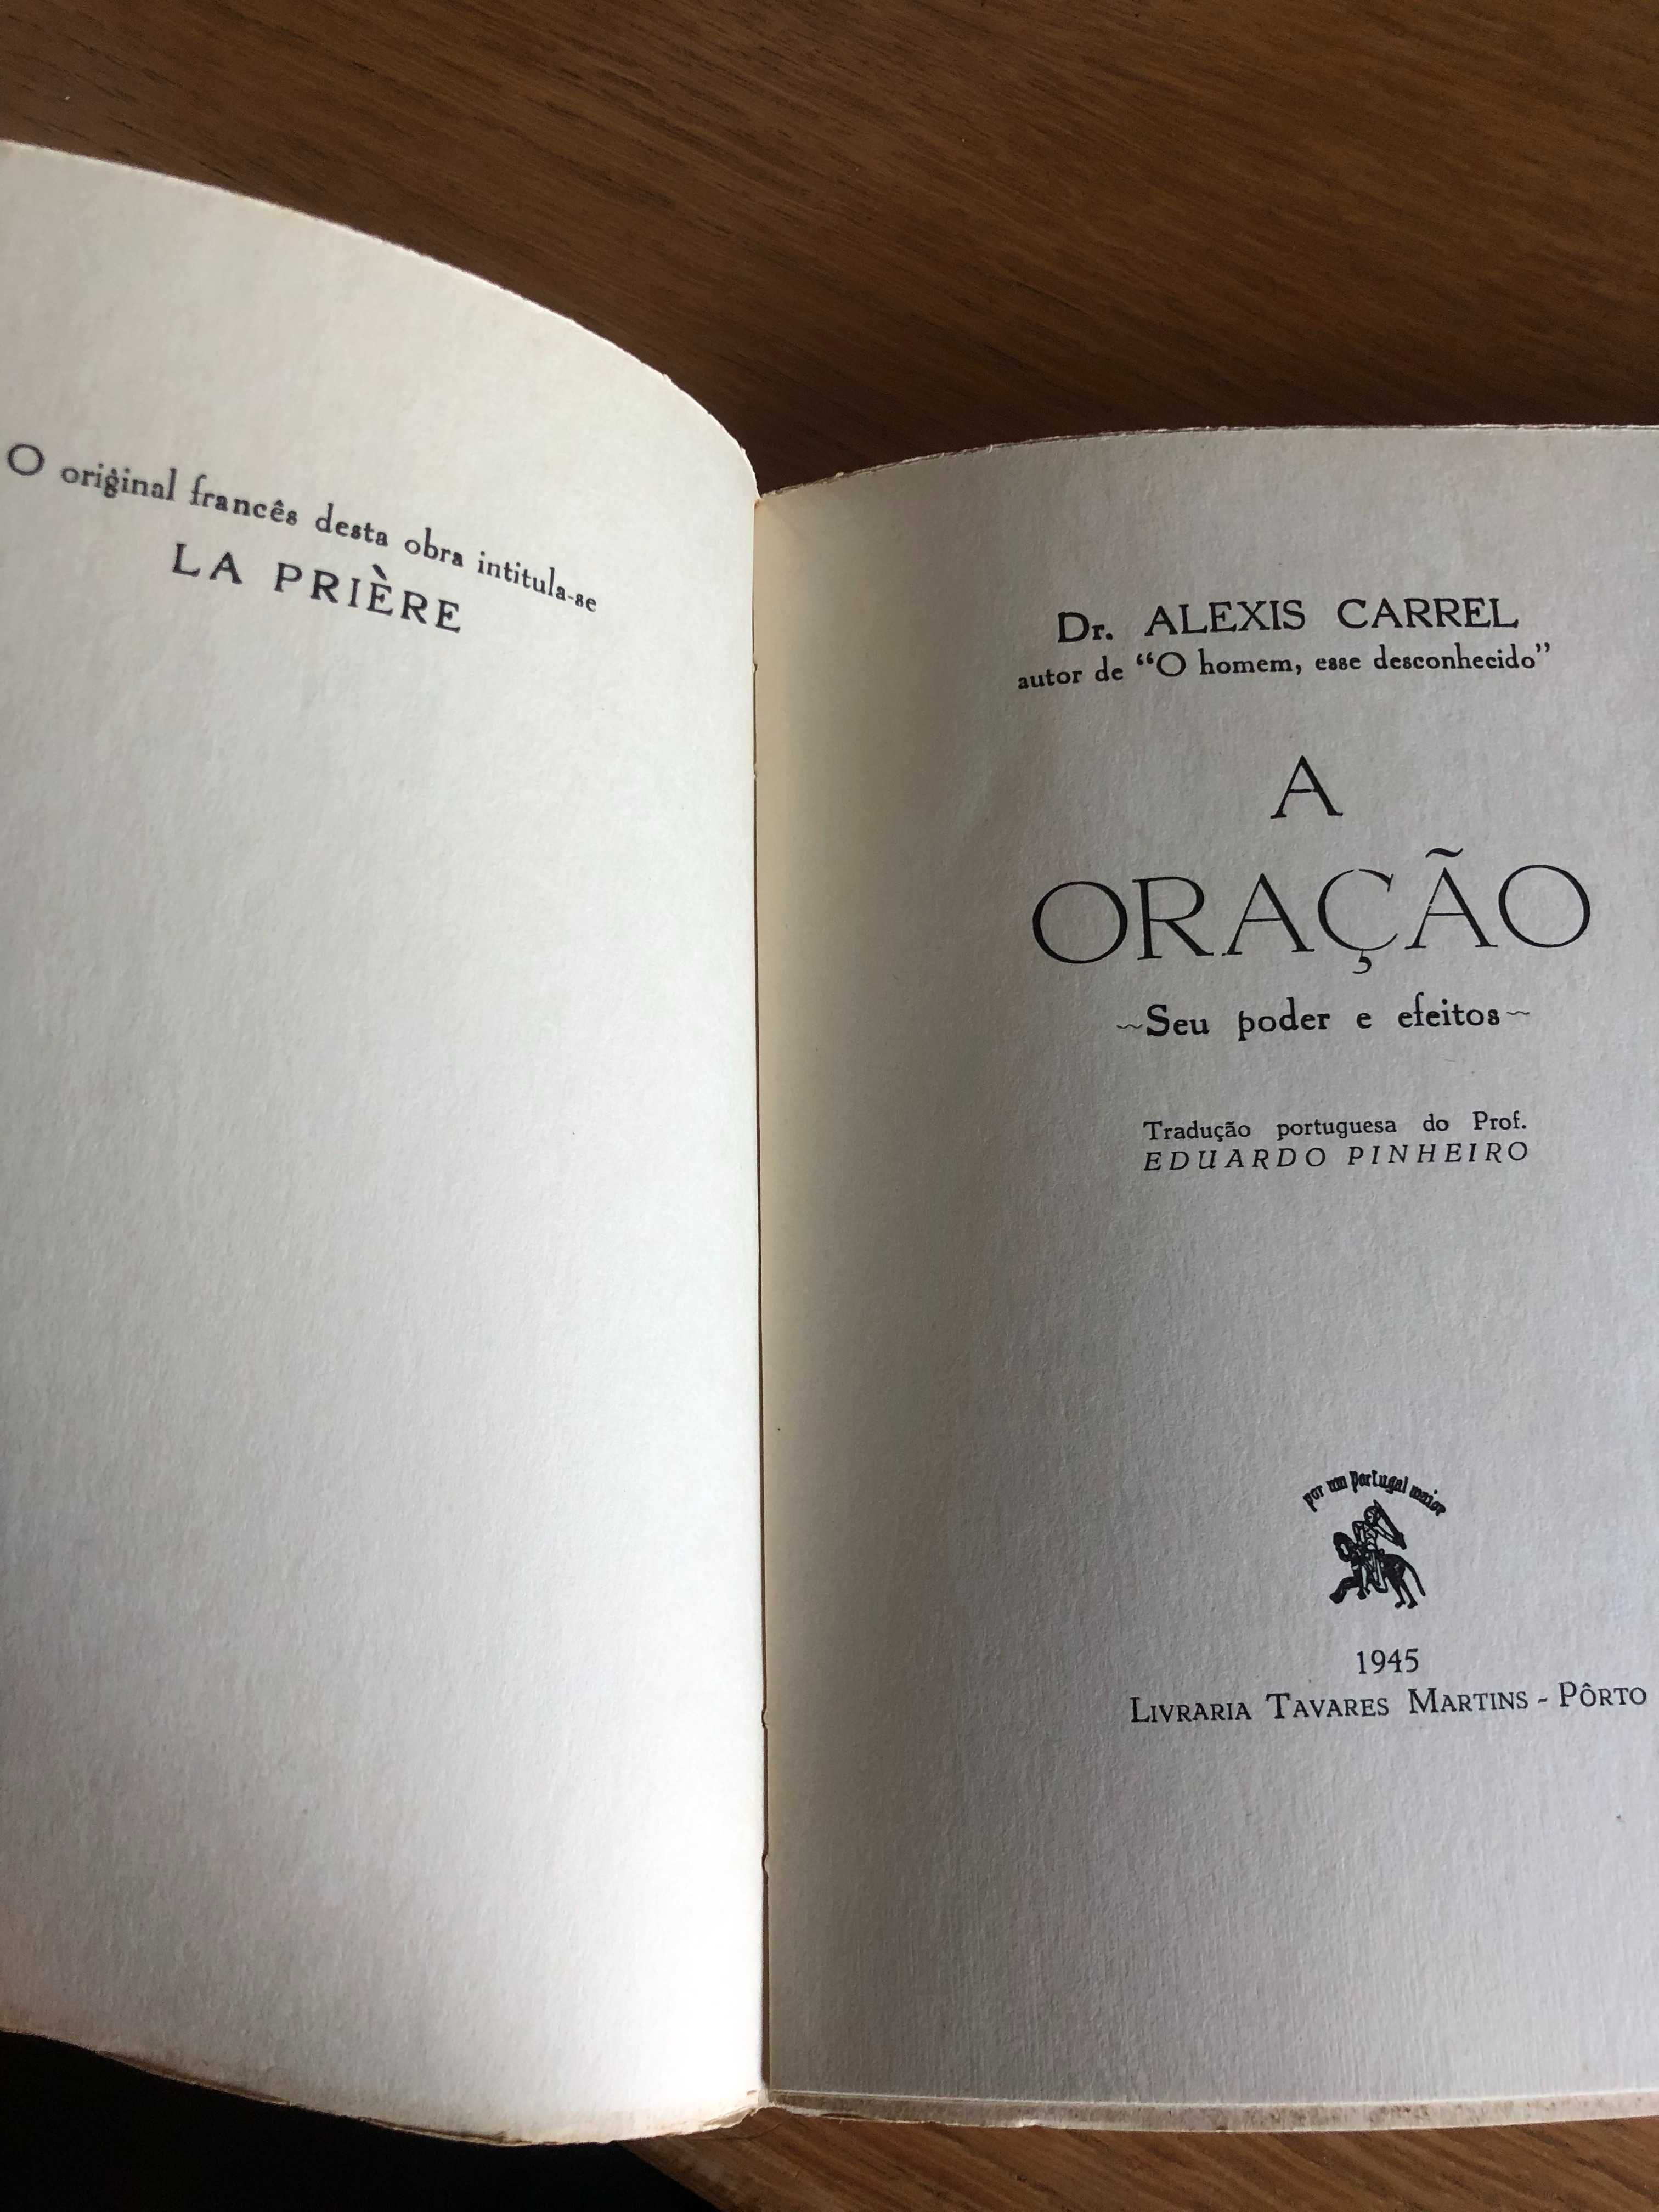 O original francês desta obra intitula-se
LA PRIÈRE
Dr. ALEXIS CARREL
autor de “O homem, esse desconhecido”
A
ORAÇÃO
~Seu poder e efeitos~
Tradução portuguesa do Prof.
EDUARDO PINHEIRO
por um portugal maior
1945
LIVRARIA TAVARES MARTINS - PÔRTO